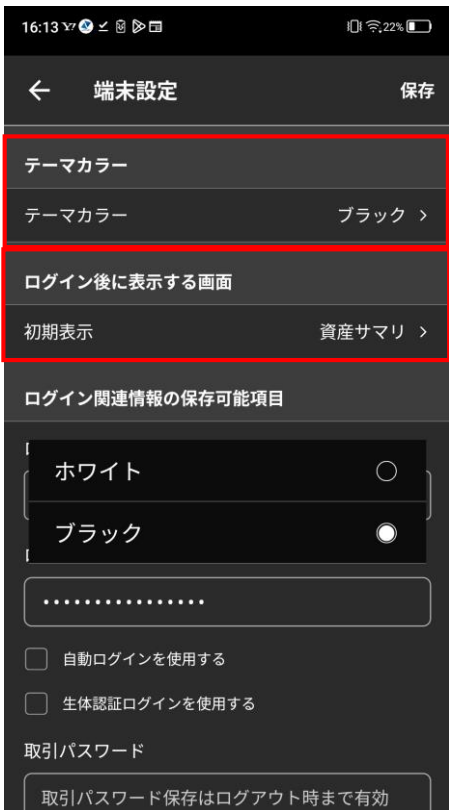 16:13 22%
端末設定 保存
テーマカラー
テーマカラー ブラック
ログイン後に表示する画面
初期表示 資産サマリ
ログイン関連情報の保存可能項目
ホワイト
ブラック
••••••••••••••••
自動ログインを使用する
生体認証ログインを使用する
取引パスワード
取引パスワード保存はログアウト時まで有効